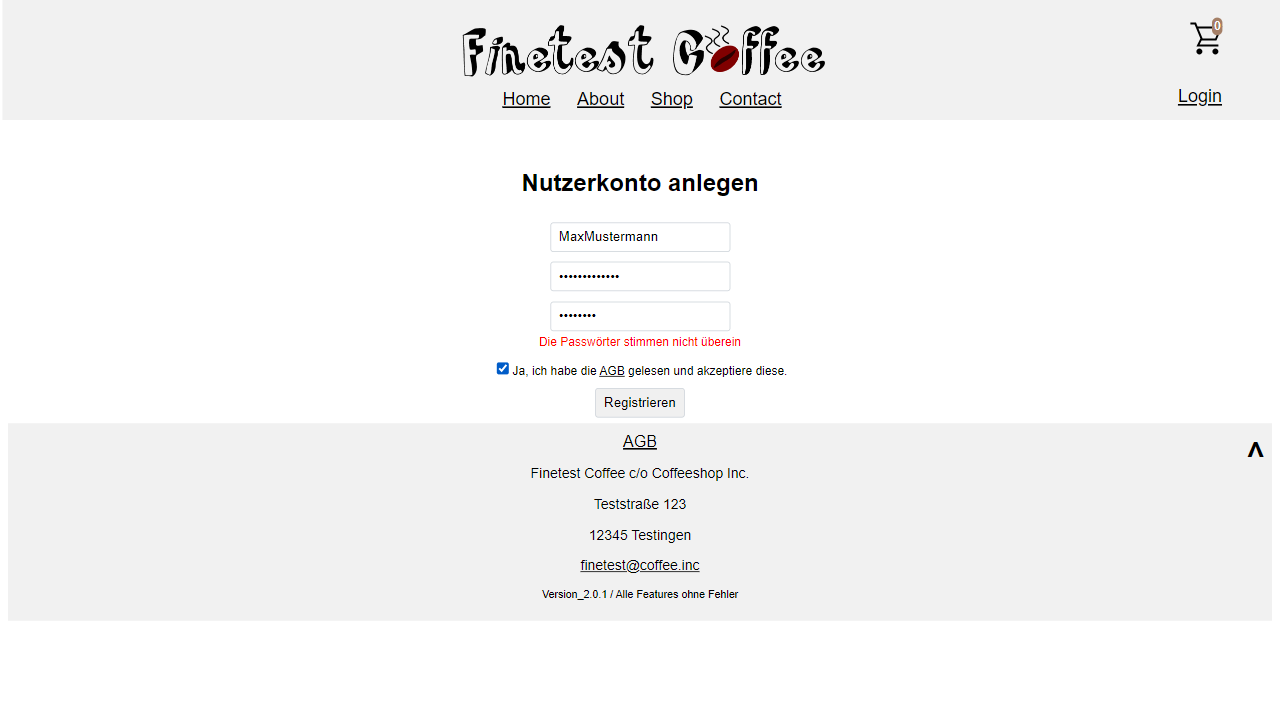 Finetest Coffee
0
Home About Shop Contact
Login
Nutzerkonto anlegen
MaxMustermann
•••••••••••••
••••••••
Die Passwörter stimmen nicht überein
Ja, ich habe die AGB gelesen und akzeptiere diese.
Registrieren
AGB
^
Finetest Coffee c/o Coffeeshop Inc.
Teststraße 123
12345 Testingen
finetest@coffee.inc
Version_2.0.1 / Alle Features ohne Fehler